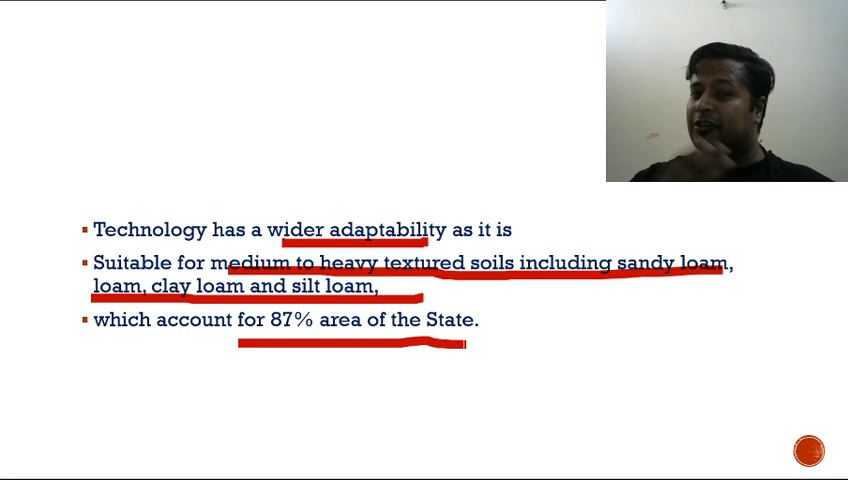 Technology has a wider adaptability as it is
Suitable for medium to heavy textured soils including sandy loam,
loam, clay loam and silt loam,
which account for 87% area of the State.